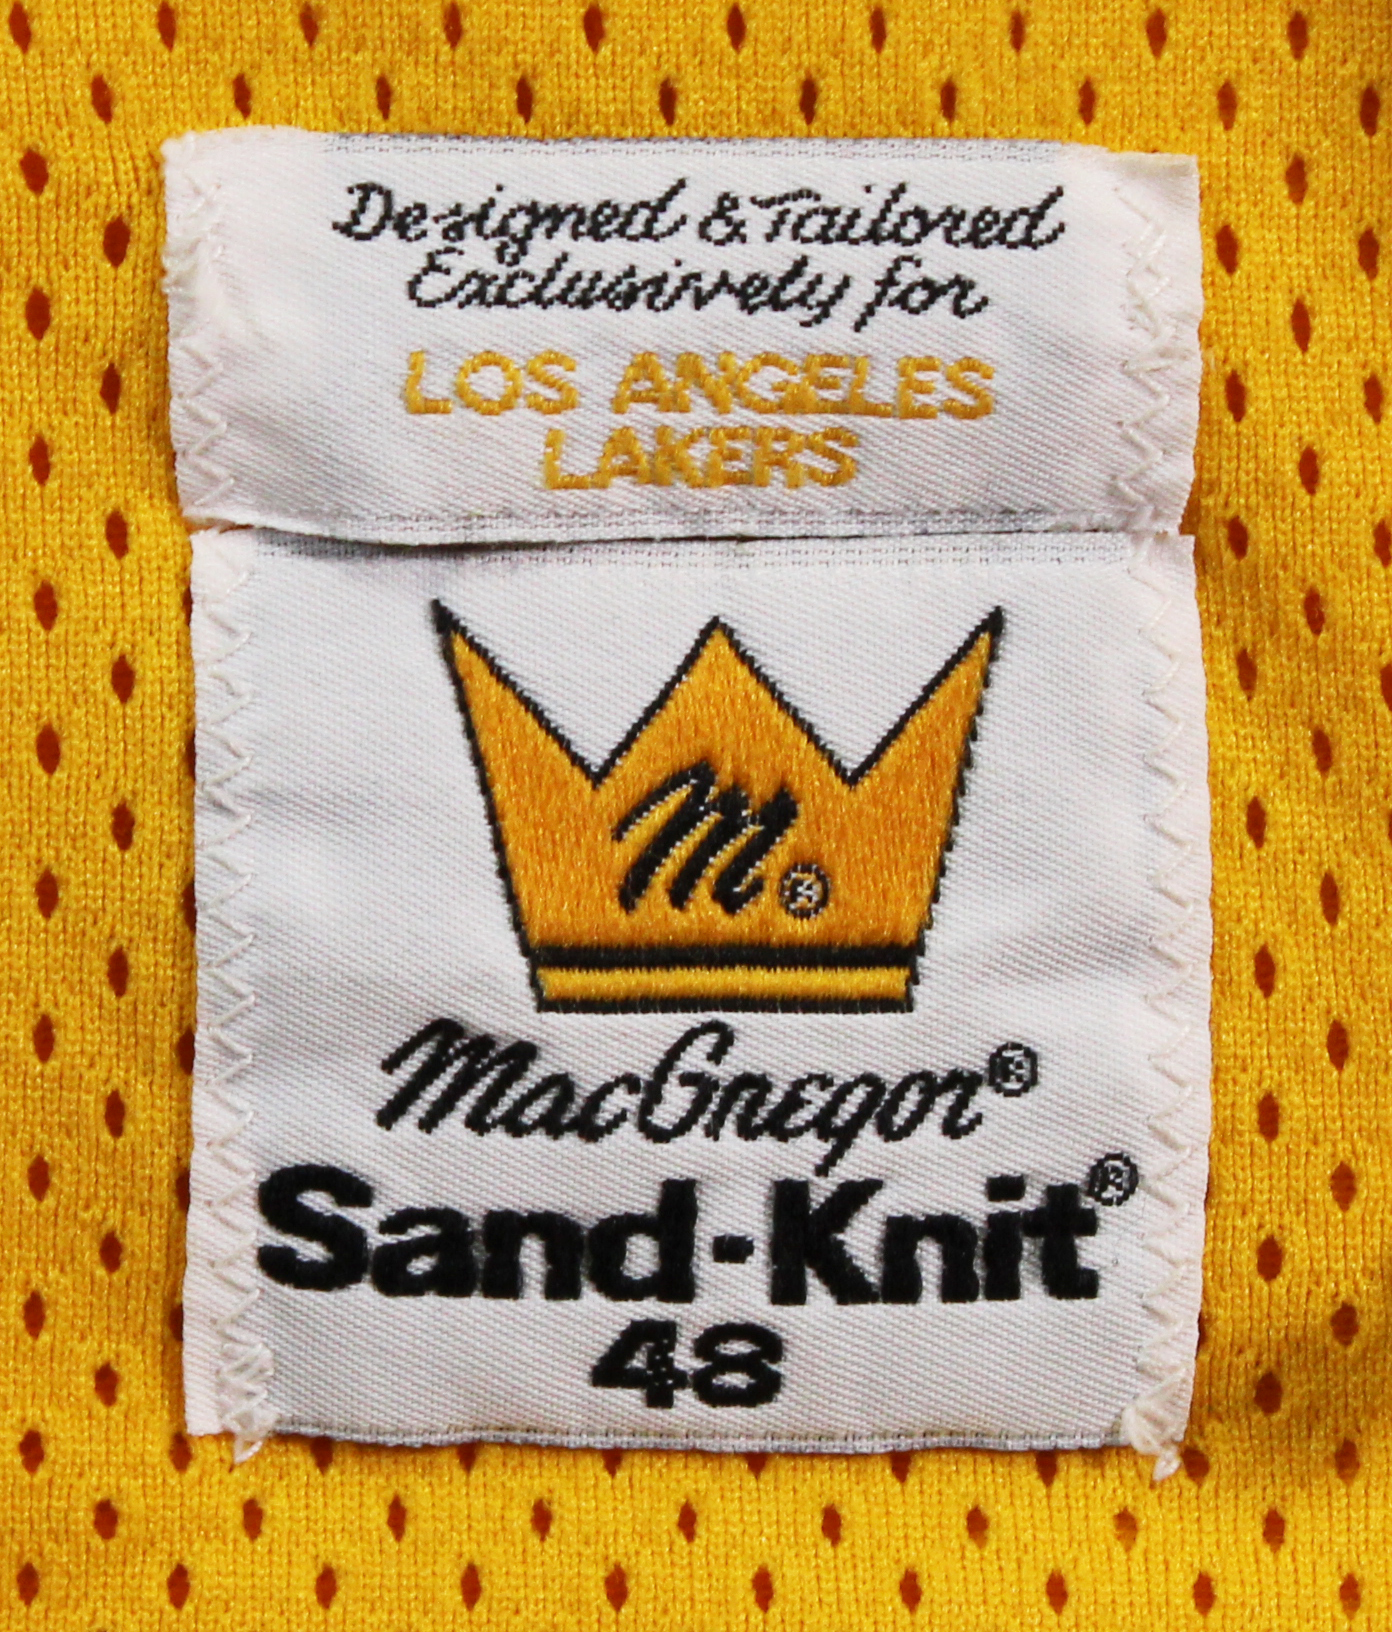 Designed & Tailored
Exclusively for
LOS ANGELES
LAKERS
M®
MacGregor®
Sand-Knit®
48